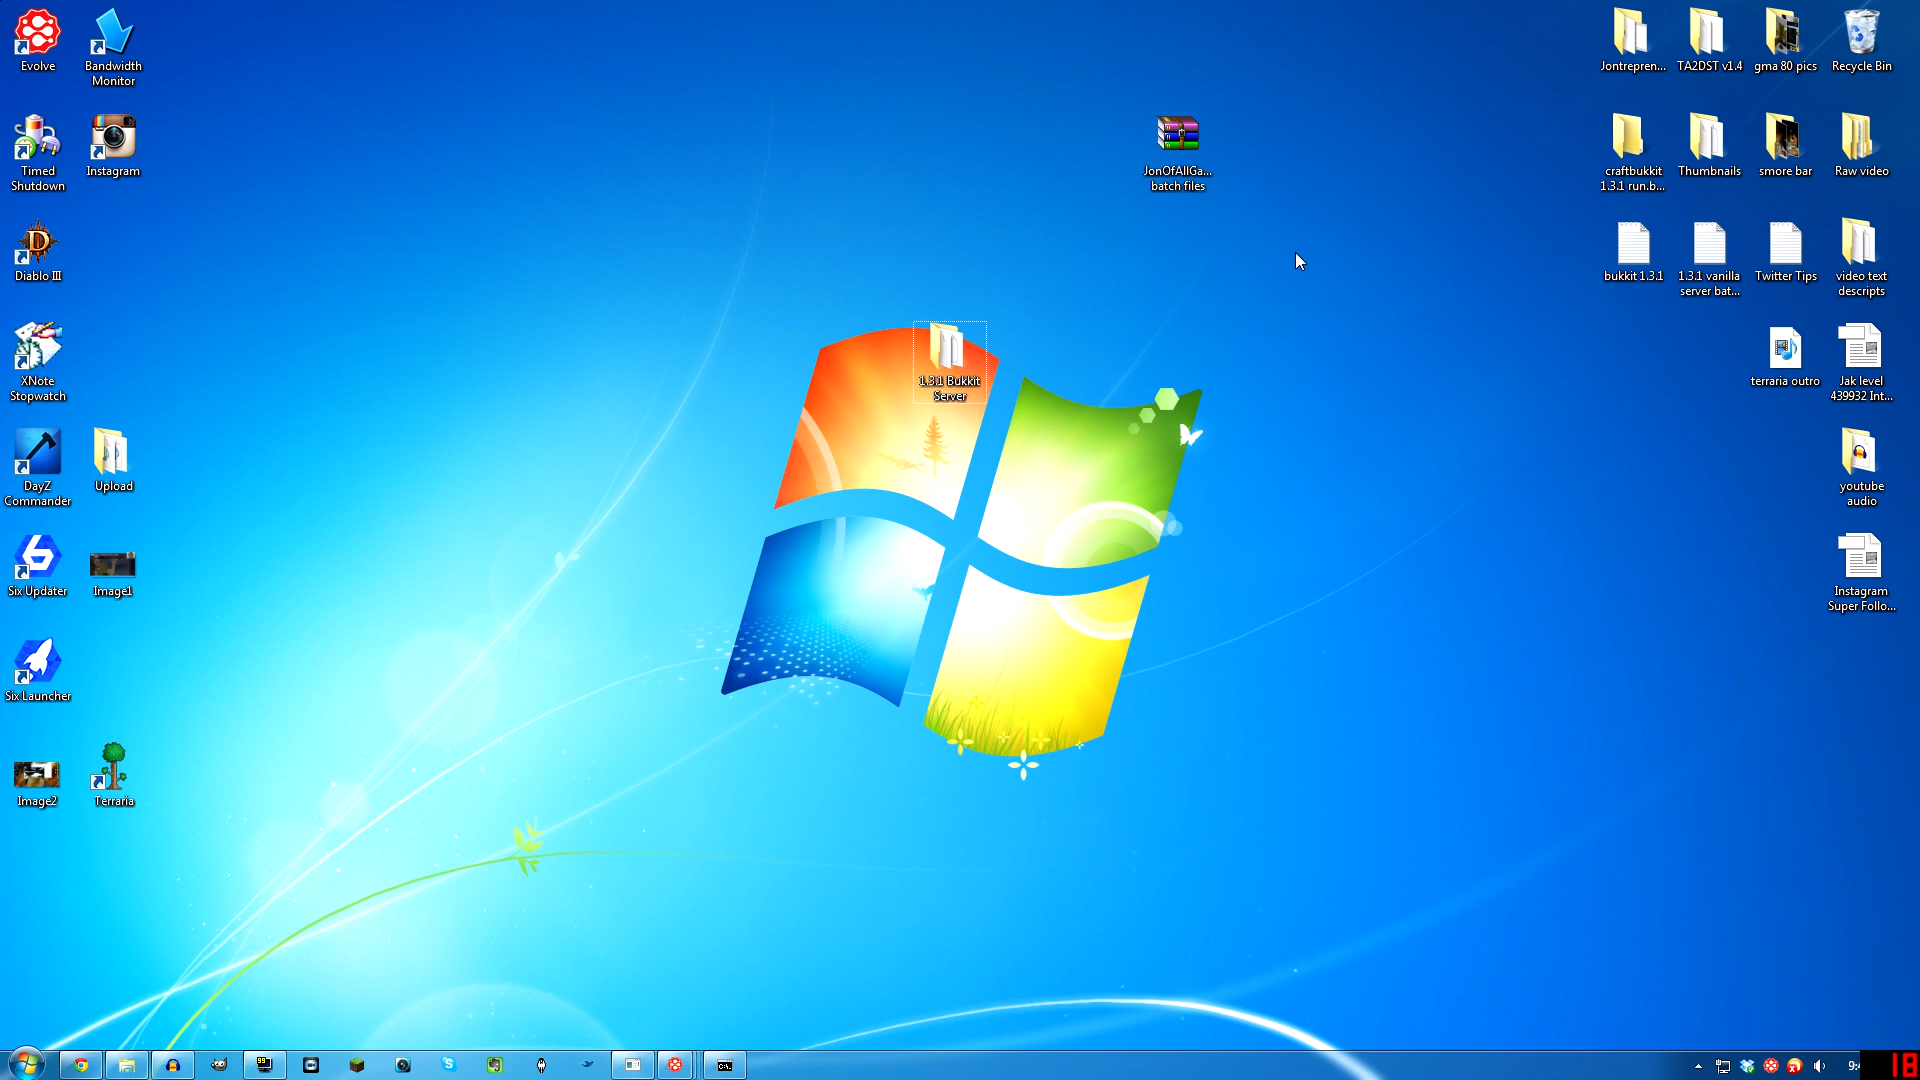 Evolve
Bandwidth
Monitor
Jontrepren...
TA2DST v1.4
gma 80 pics
Recycle Bin
Timed
Shutdown
Instagram
JonOfAllGa...
batch files
craftbukkit
1.3.1 run.b...
Thumbnails
smore bar
Raw video
Diablo III
bukkit 1.3.1
1.3.1 vanilla
server bat...
Twitter Tips
video text
descripts
XNote
Stopwatch
1.3.1 Bukkit
Server
terraria outro
Jak level
439932 Int...
DayZ
Commander
Upload
youtube
audio
Six Updater
Image1
Instagram
Super Follo...
Six Launcher
Image2
Terraria
99
C:\.
18